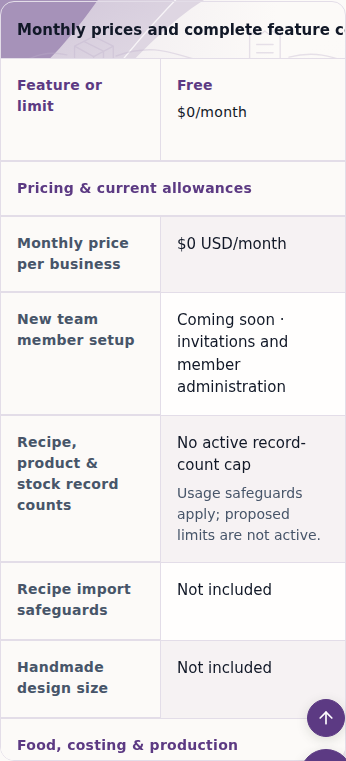 Monthly prices and complete feature c
Feature or
limit
Free
$0/month
Pricing & current allowances
Monthly price
per business
$0 USD/month
New team
member setup
Coming soon ·
invitations and
member
administration
Recipe,
product &
stock record
counts
No active record-
count cap
Usage safeguards
apply; proposed
limits are not active.
Recipe import
safeguards
Not included
Handmade
design size
Not included
Food, costing & production